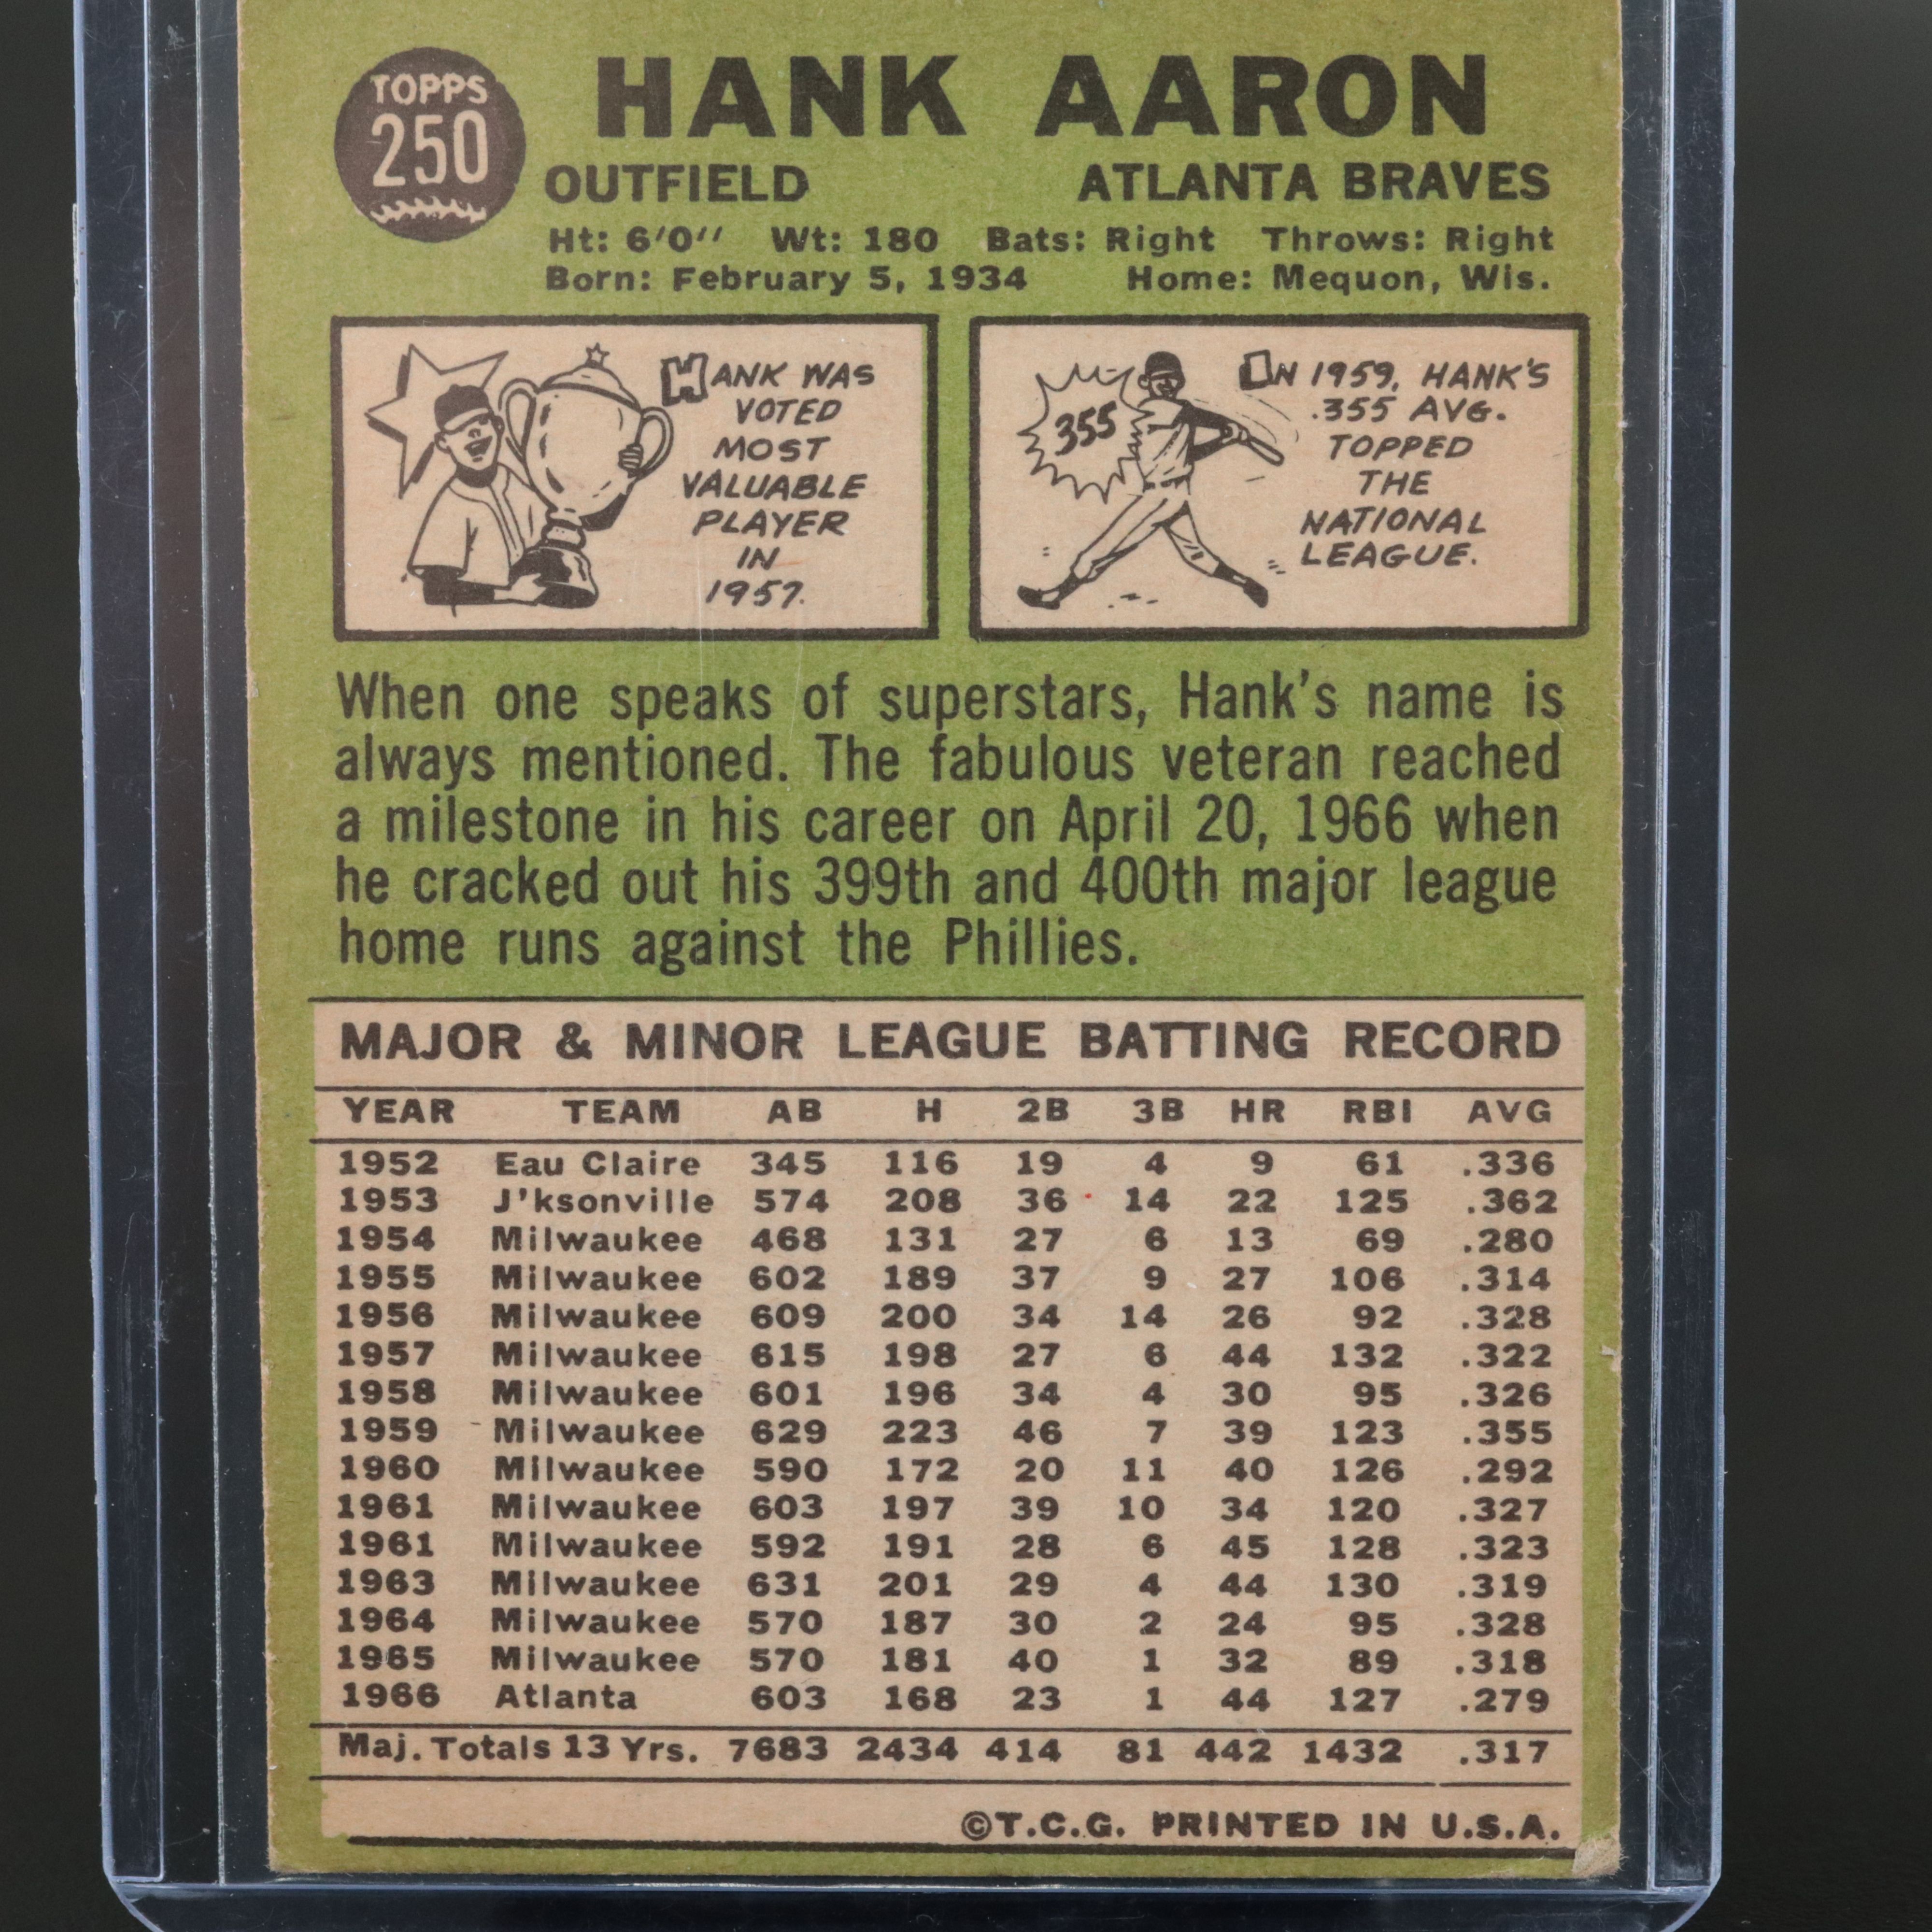 TOPPS
250
HANK AARON
OUTFIELD ATLANTA BRAVES
Ht: 6'0'' Wt: 180 Bats: Right Throws: Right
Born: February 5, 1934 Home: Mequon, Wis.
HANK WAS
VOTED
MOST
VALUABLE
PLAYER
IN
1957.
355
IN 1959, HANK'S
.355 AVG.
TOPPED
THE
NATIONAL
LEAGUE.
When one speaks of superstars, Hank's name is
always mentioned. The fabulous veteran reached
a milestone in his career on April 20, 1966 when
he cracked out his 399th and 400th major league
home runs against the Phillies.
MAJOR & MINOR LEAGUE BATTING RECORD
YEAR TEAM AB H 2B 3B HR RBI AVG
1952 Eau Claire 345 116 19 4 9 61 .336
1953 J'ksonville 574 208 36 14 22 125 .362
1954 Milwaukee 468 131 27 6 13 69 .280
1955 Milwaukee 602 189 37 9 27 106 .314
1956 Milwaukee 609 200 34 14 26 92 .328
1957 Milwaukee 615 198 27 6 44 132 .322
1958 Milwaukee 601 196 34 4 30 95 .326
1959 Milwaukee 629 223 46 7 39 123 .355
1960 Milwaukee 590 172 20 11 40 126 .292
1961 Milwaukee 603 197 39 10 34 120 .327
1961 Milwaukee 592 191 28 6 45 128 .323
1963 Milwaukee 631 201 29 4 44 130 .319
1964 Milwaukee 570 187 30 2 24 95 .328
1965 Milwaukee 570 181 40 1 32 89 .318
1966 Atlanta 603 168 23 1 44 127 .279
Maj. Totals 13 Yrs. 7683 2434 414 81 442 1432 .317
©T.C.G. PRINTED IN U.S.A.